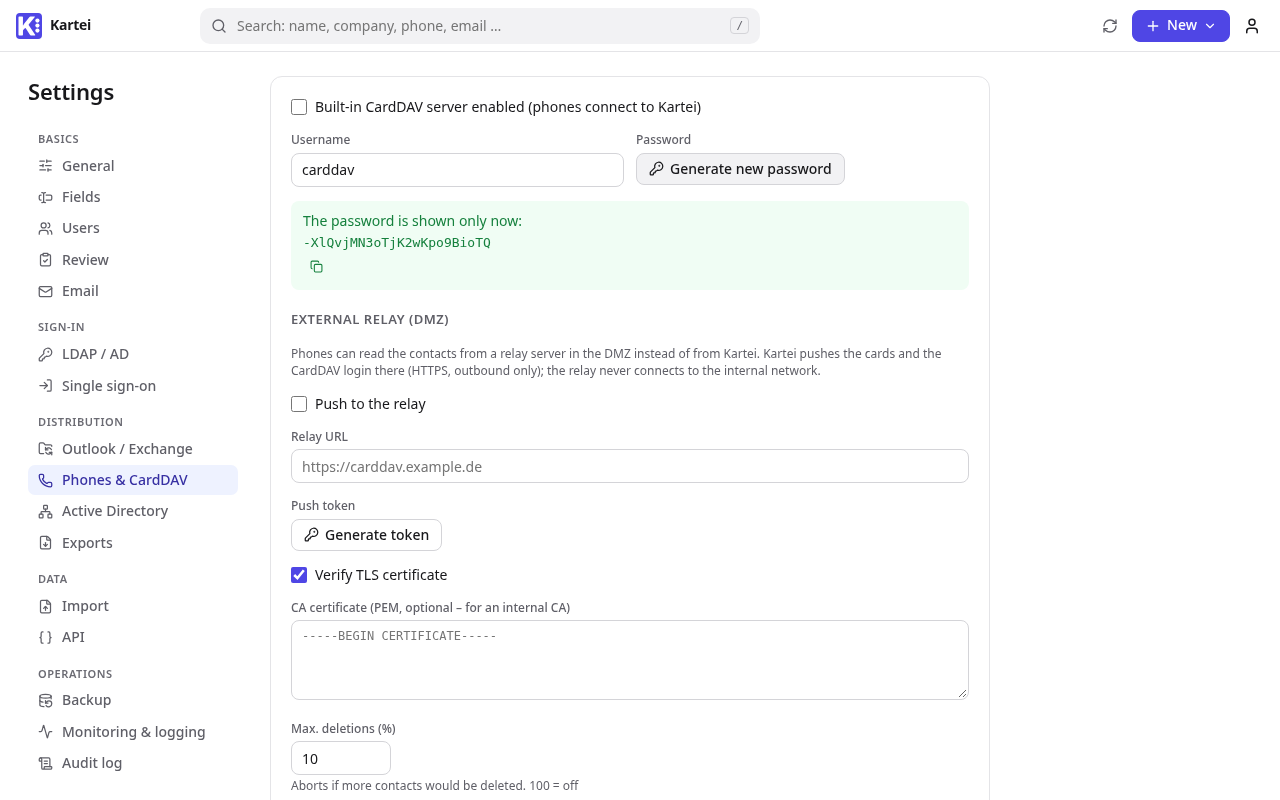 Kartei
Search: name, company, phone, email ...
/
New
Settings
BASICS
General
Fields
Users
Review
Email
SIGN-IN
LDAP / AD
Single sign-on
DISTRIBUTION
Outlook / Exchange
Phones & CardDAV
Active Directory
Exports
DATA
Import
API
OPERATIONS
Backup
Monitoring & logging
Audit log
Built-in CardDAV server enabled (phones connect to Kartei)
Username
Password
carddav
Generate new password
The password is shown only now:
-XlQvjMN3oTjK2wKpo9BioTQ
EXTERNAL RELAY (DMZ)
Phones can read the contacts from a relay server in the DMZ instead of from Kartei. Kartei pushes the cards and the
CardDAV login there (HTTPS, outbound only); the relay never connects to the internal network.
Push to the relay
Relay URL
https://carddav.example.de
Push token
Generate token
Verify TLS certificate
CA certificate (PEM, optional – for an internal CA)
-----BEGIN CERTIFICATE-----
Max. deletions (%)
10
Aborts if more contacts would be deleted. 100 = off